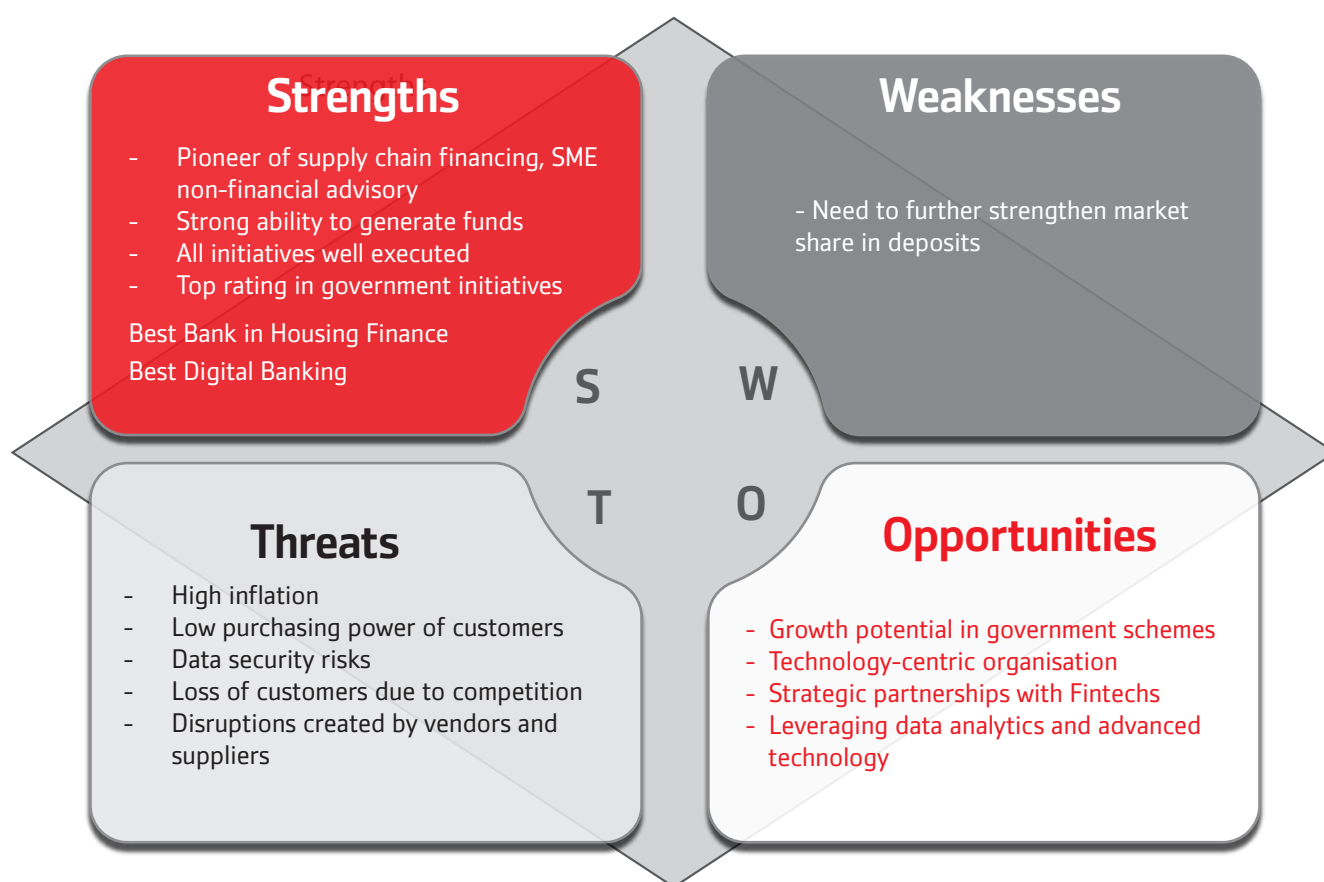 Strengths
Strengths
- Pioneer of supply chain financing, SME
non-financial advisory
- Strong ability to generate funds
- All initiatives well executed
- Top rating in government initiatives
Best Bank in Housing Finance
Best Digital Banking
Weaknesses
- Need to further strengthen market
share in deposits
S
W
T
O
Threats
- High inflation
- Low purchasing power of customers
- Data security risks
- Loss of customers due to competition
- Disruptions created by vendors and
suppliers
Opportunities
- Growth potential in government schemes
- Technology-centric organisation
- Strategic partnerships with Fintechs
- Leveraging data analytics and advanced
technology